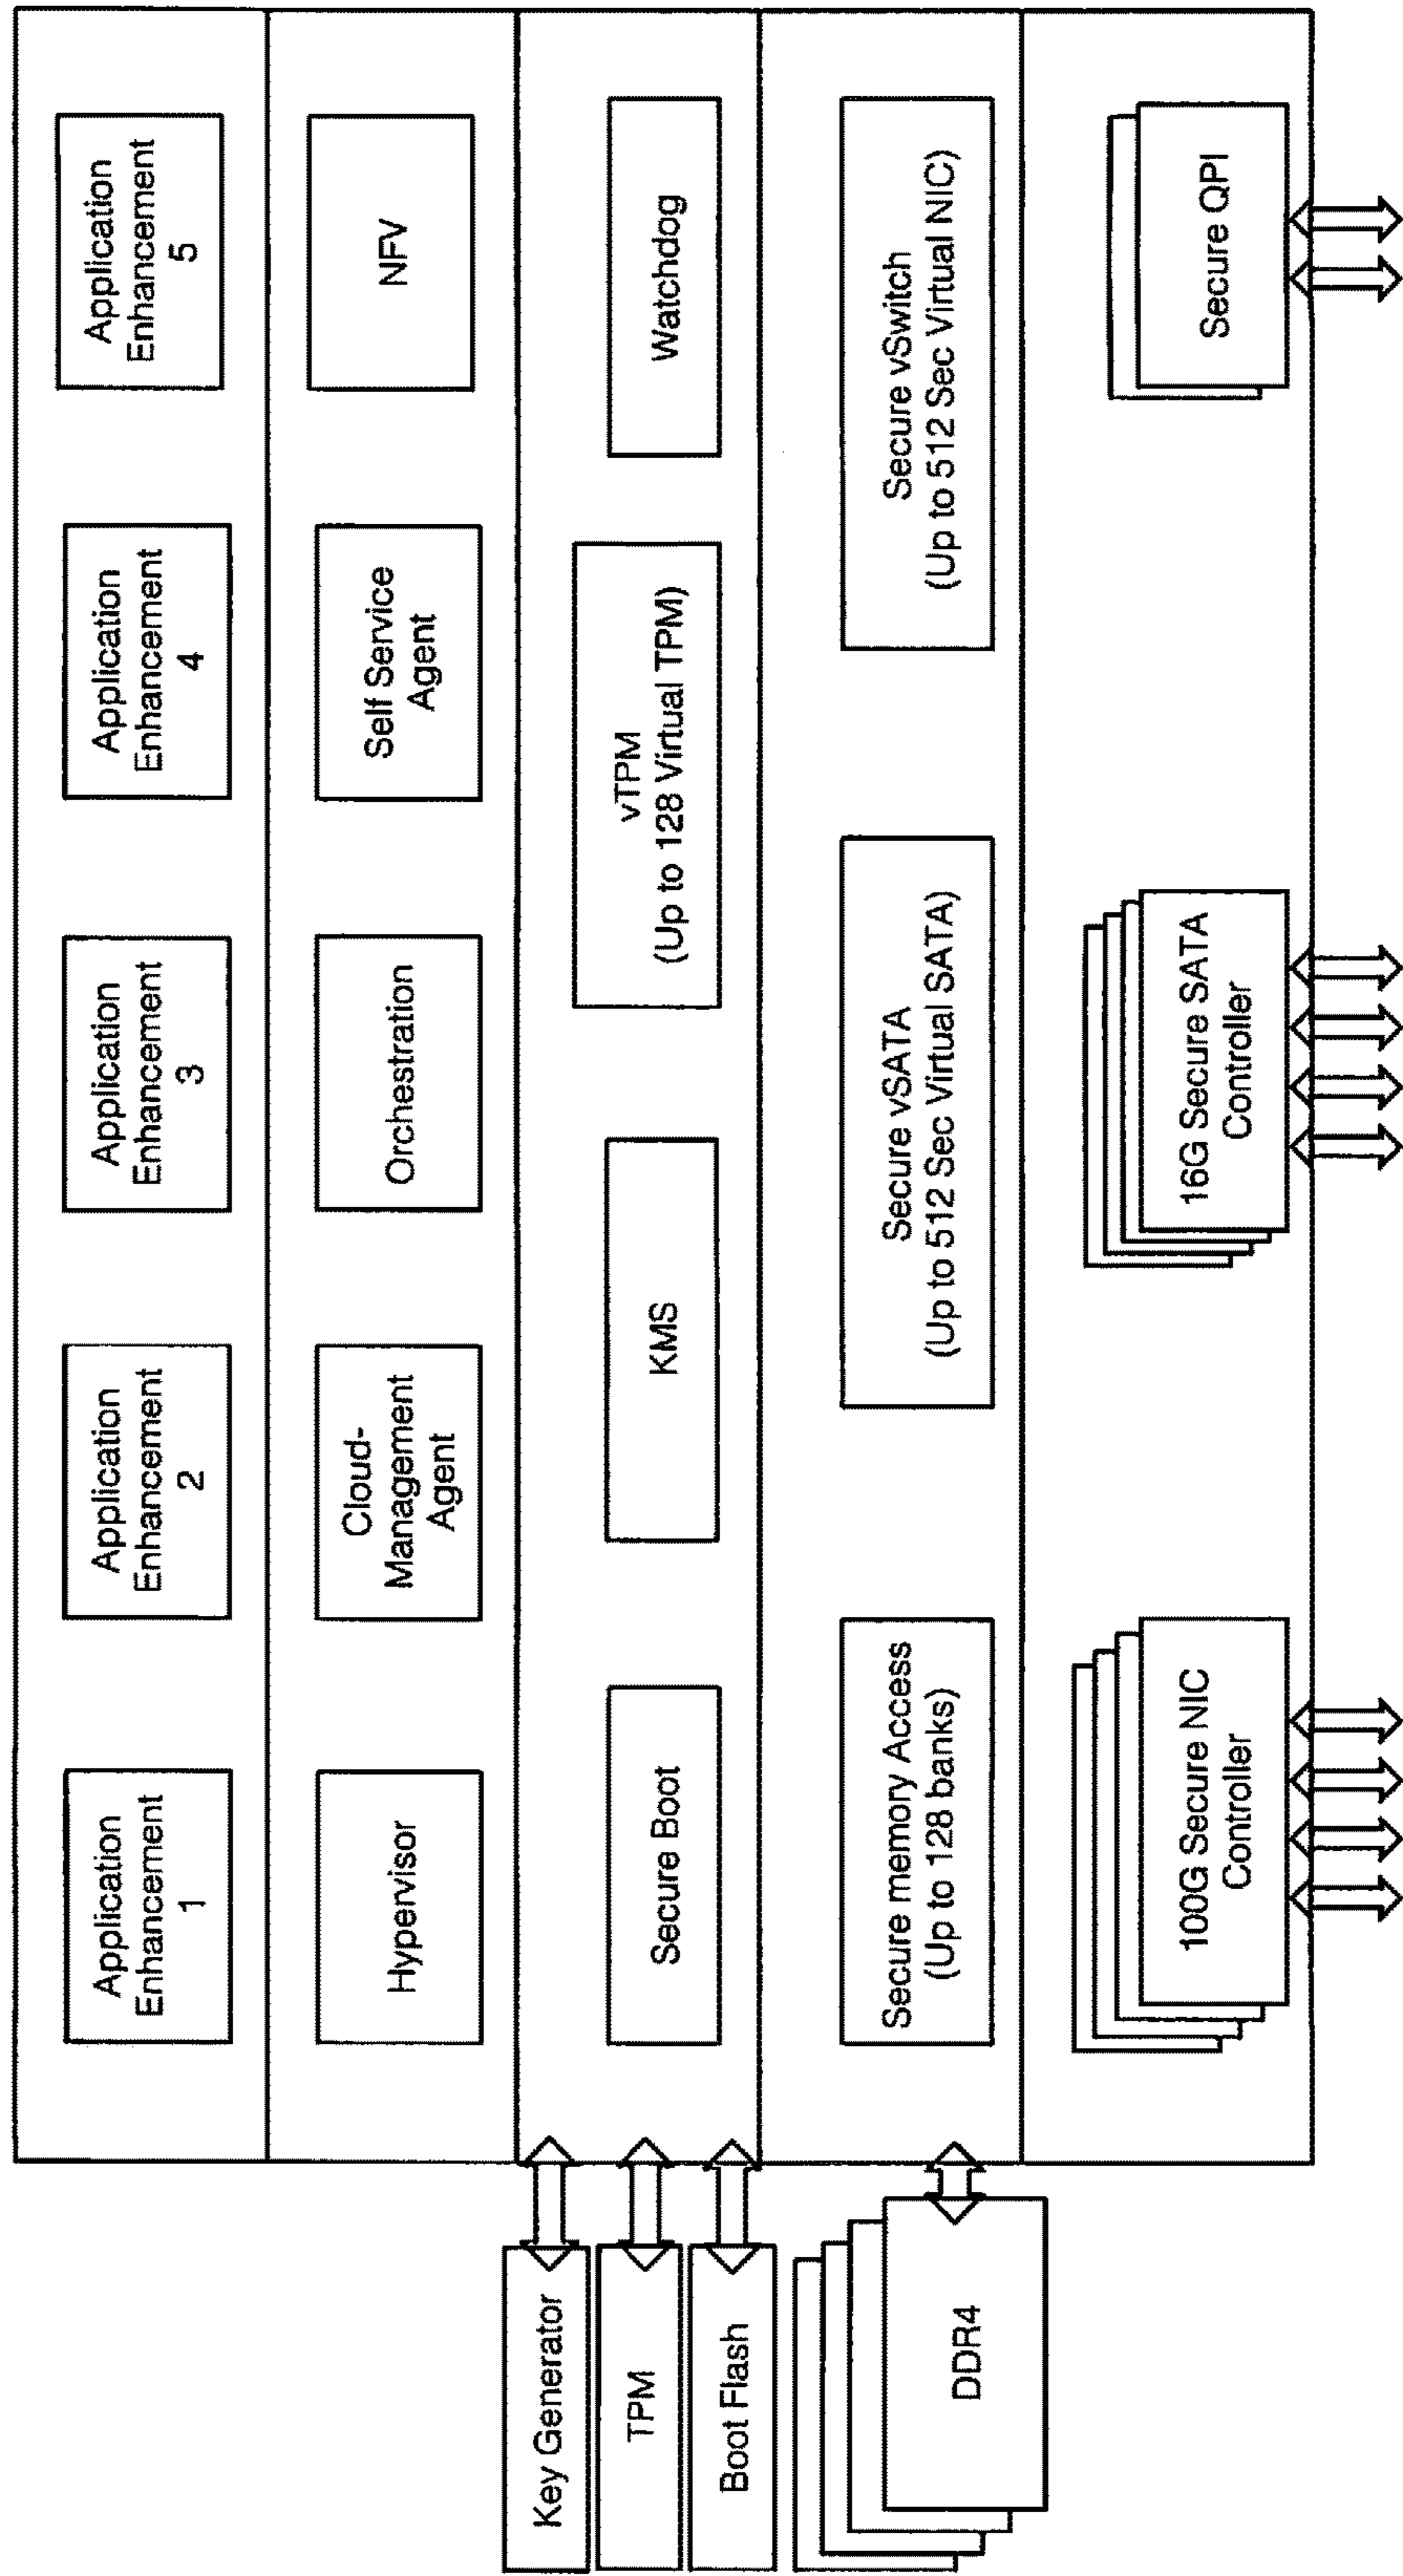 Application
Enhancement
1
Application
Enhancement
2
Application
Enhancement
3
Application
Enhancement
4
Application
Enhancement
5
Hypervisor
Cloud-
Management
Agent
Orchestration
Self Service
Agent
NFV
Key Generator
TPM
Boot Flash
Secure Boot
KMS
vTPM
(Up to 128 Virtual TPM)
Watchdog
DDR4
Secure memory Access
(Up to 128 banks)
Secure vSATA
(Up to 512 Sec Virtual SATA)
Secure vSwitch
(Up to 512 Sec Virtual NIC)
100G Secure NIC
Controller
16G Secure SATA
Controller
Secure QPI